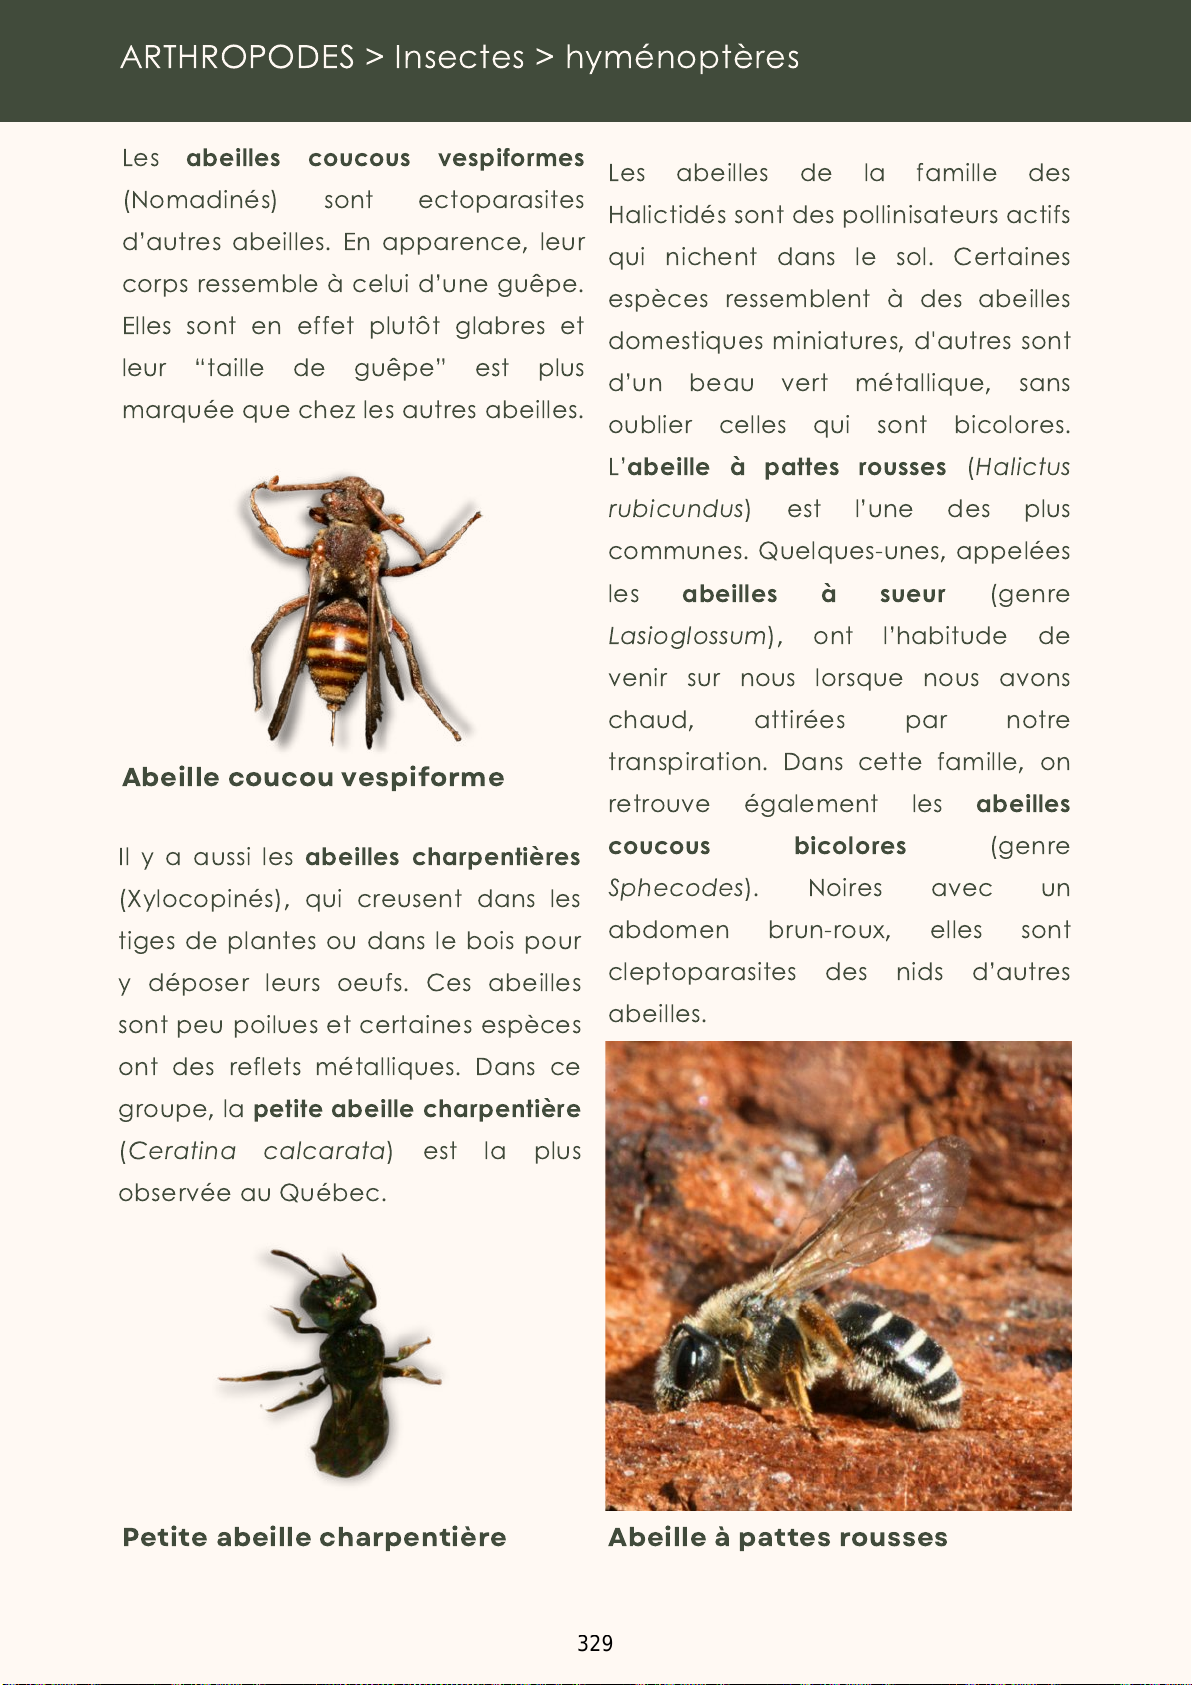 ARTHROPODES > Insectes > hyménoptères
Les abeilles coucous vespiformes
(Nomadinés) sont ectoparasites
d’autres abeilles. En apparence, leur
corps ressemble à celui d’une guêpe.
Elles sont en effet plutôt glabres et
leur “taille de guêpe” est plus
marquée que chez les autres abeilles.
Abeille coucou vespiforme
Il y a aussi les abeilles charpentières
(Xylocopinés), qui creusent dans les
tiges de plantes ou dans le bois pour
y déposer leurs oeufs. Ces abeilles
sont peu poilues et certaines espèces
ont des reflets métalliques. Dans ce
groupe, la petite abeille charpentière
(Ceratina calcarata) est la plus
observée au Québec.
Petite abeille charpentière
Les abeilles de la famille des
Halictidés sont des pollinisateurs actifs
qui nichent dans le sol. Certaines
espèces ressemblent à des abeilles
domestiques miniatures, d'autres sont
d’un beau vert métallique, sans
oublier celles qui sont bicolores.
L’abeille à pattes rousses (Halictus
rubicundus) est l’une des plus
communes. Quelques-unes, appelées
les abeilles à sueur (genre
Lasioglossum), ont l’habitude de
venir sur nous lorsque nous avons
chaud, attirées par notre
transpiration. Dans cette famille, on
retrouve également les abeilles
coucous bicolores (genre
Sphecodes). Noires avec un
abdomen brun-roux, elles sont
cleptoparasites des nids d’autres
abeilles.
Abeille à pattes rousses
329